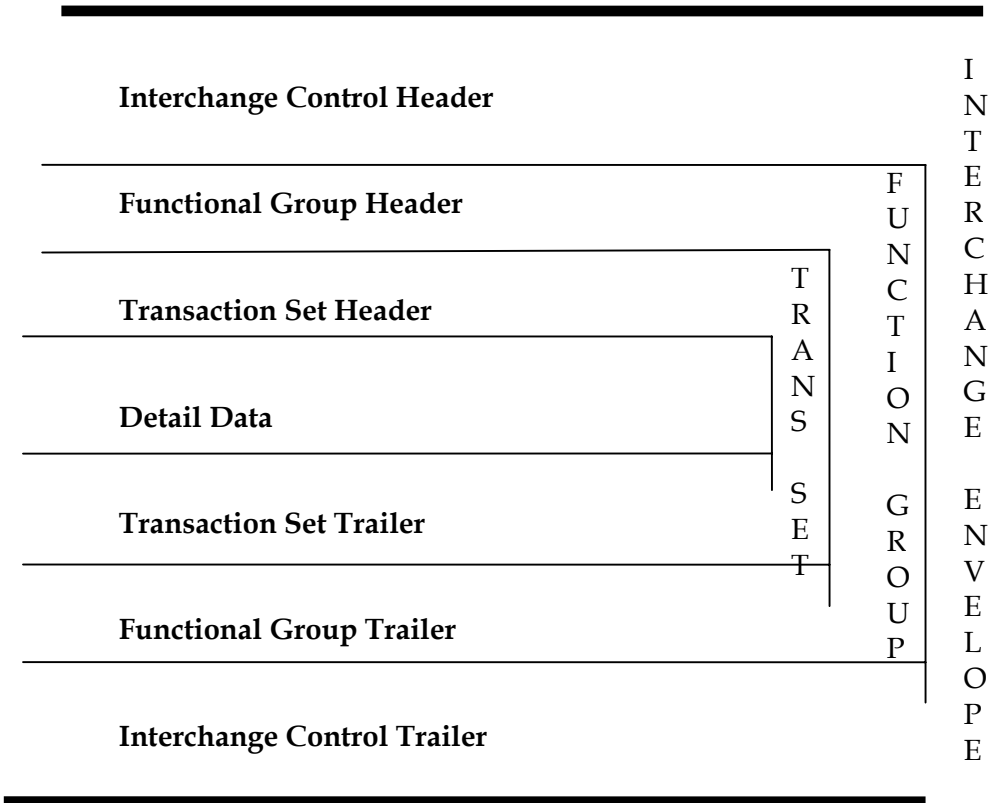 Interchange Control Header
Functional Group Header
Transaction Set Header
Detail Data
Transaction Set Trailer
Functional Group Trailer
Interchange Control Trailer
TRANS SET
FUNCTION GROUP
INTERCHANGE ENVELOPE